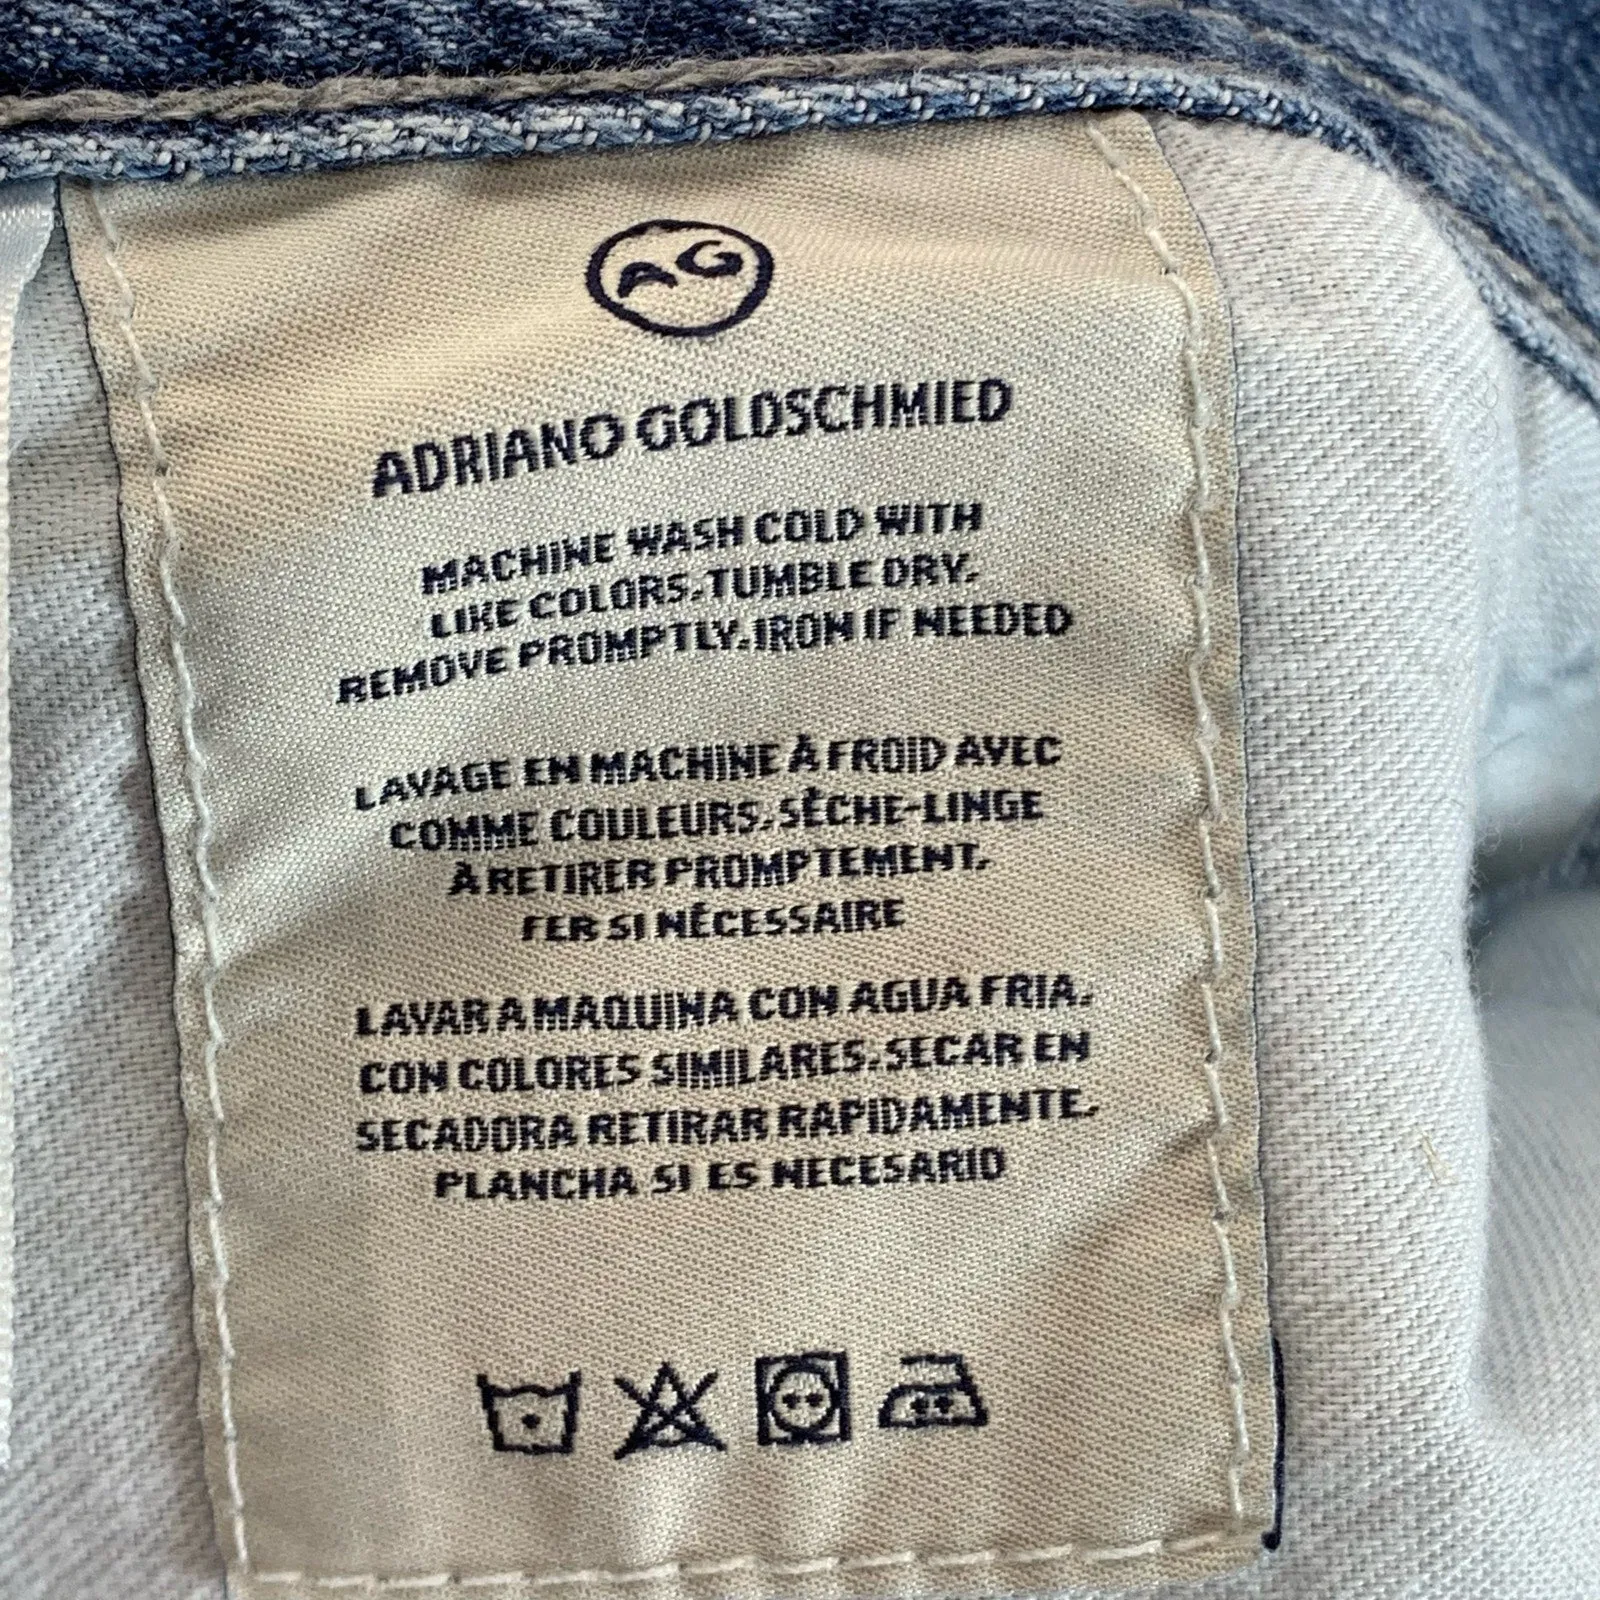 AG
ADRIANO GOLDSCHMIED
MACHINE WASH COLD WITH
LIKE COLORS. TUMBLE DRY.
REMOVE PROMPTLY. IRON IF NEEDED
LAVAGE EN MACHINE À FROID AVEC
COMME COULEURS. SÈCHE-LINGE
À RETIRER PROMPTEMENT.
FER SI NÉCESSAIRE
LAVAR A MAQUINA CON AGUA FRIA.
CON COLORES SIMILARES. SECAR EN
SECADORA RETIRAR RAPIDAMENTE.
PLANCHA SI ES NECESARIO